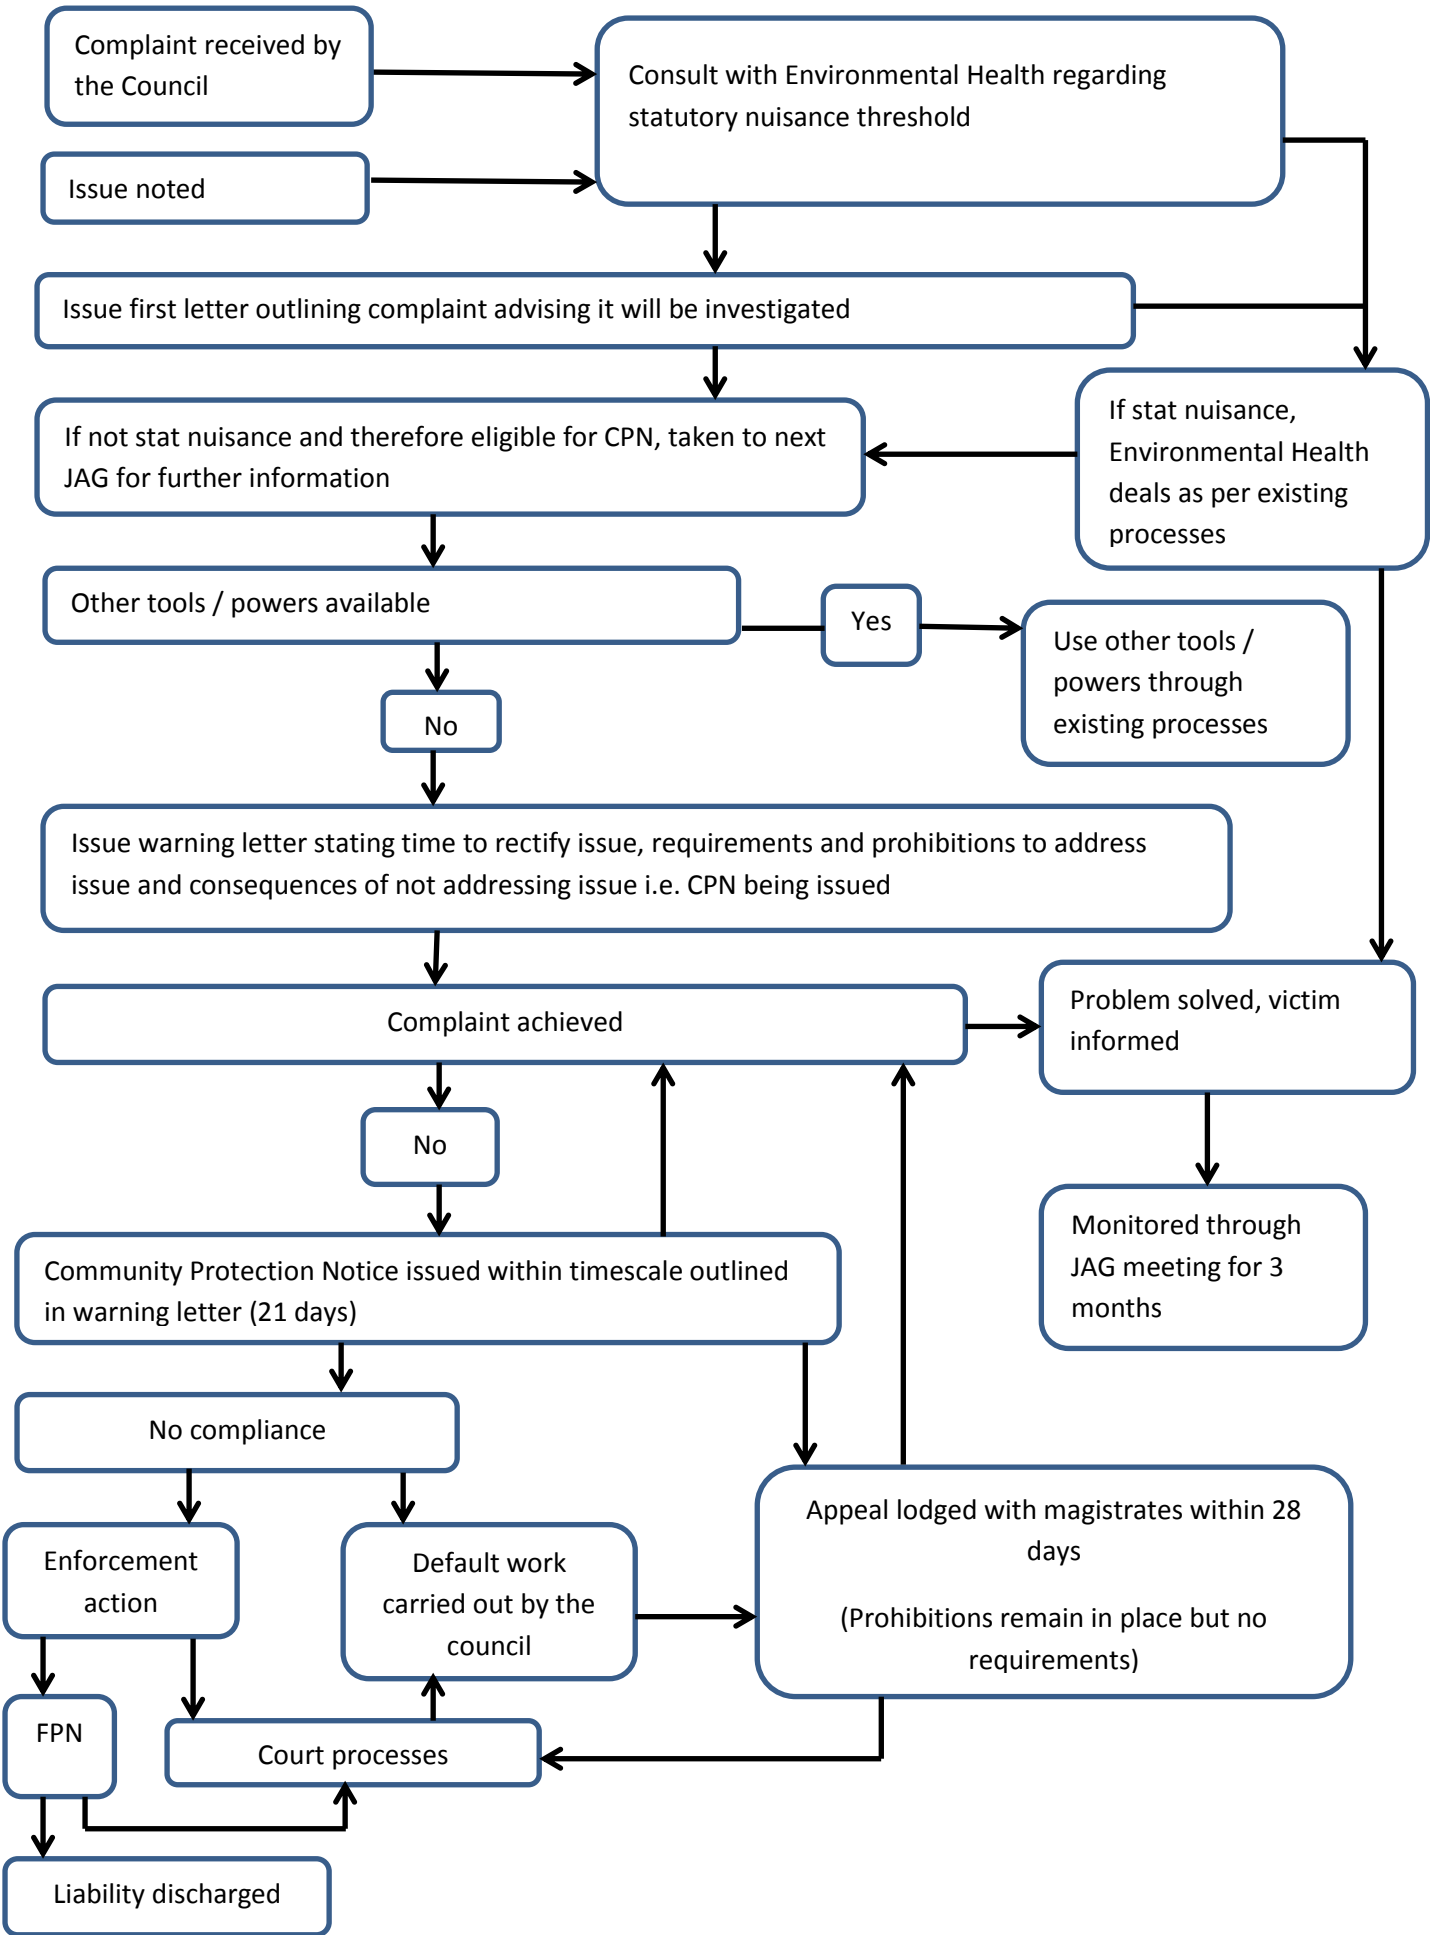 Complaint received by
the Council
Consult with Environmental Health regarding
statutory nuisance threshold
Issue noted
Issue first letter outlining complaint advising it will be investigated
If not stat nuisance and therefore eligible for CPN, taken to next
JAG for further information
If stat nuisance,
Environmental Health
deals as per existing
processes
Other tools / powers available
Yes
Use other tools /
powers through
existing processes
No
Issue warning letter stating time to rectify issue, requirements and prohibitions to address
issue and consequences of not addressing issue i.e. CPN being issued
Complaint achieved
Problem solved, victim
informed
No
Monitored through
JAG meeting for 3
months
Community Protection Notice issued within timescale outlined
in warning letter (21 days)
No compliance
Enforcement
action
Default work
carried out by the
council
Appeal lodged with magistrates within 28
days
(Prohibitions remain in place but no
requirements)
FPN
Court processes
Liability discharged